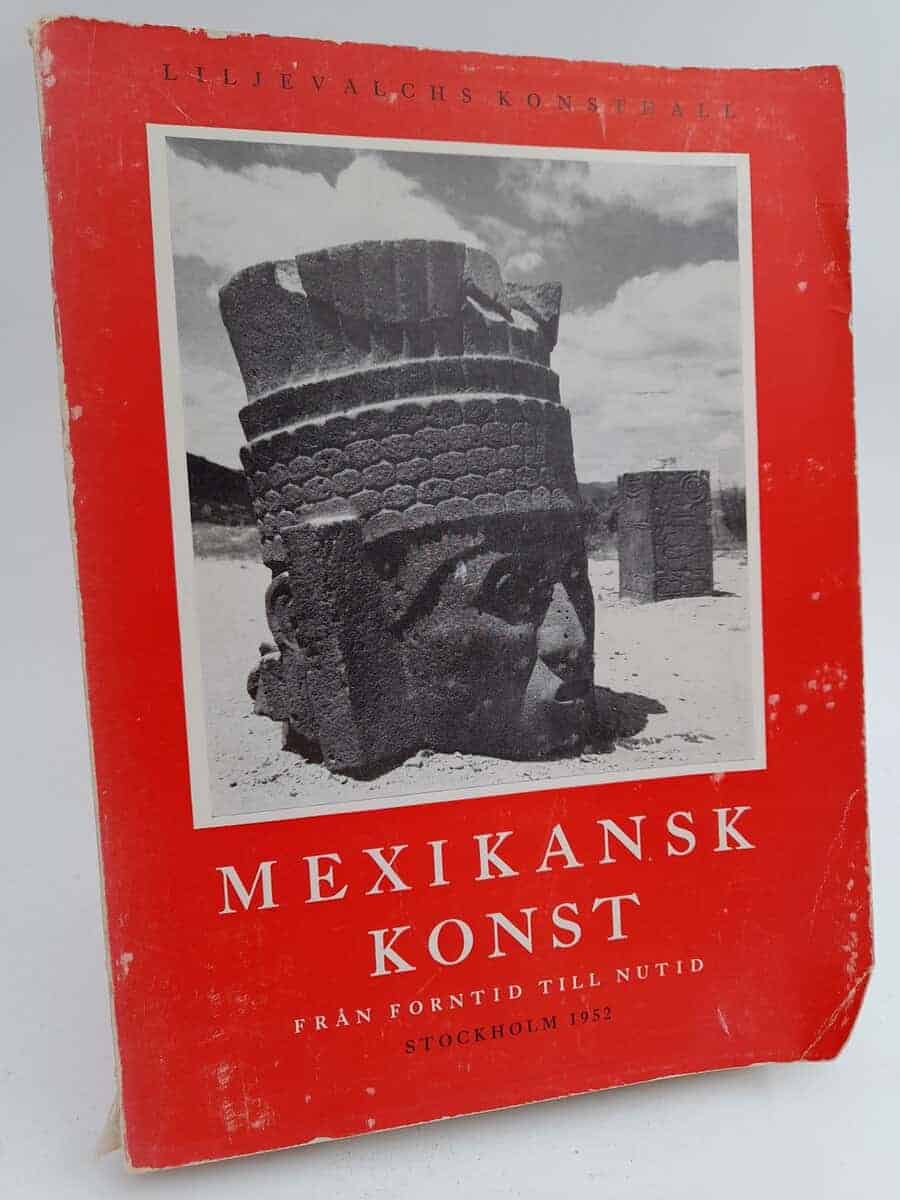 LILJEVALCHS KONSTHALL
MEXIKANSK
KONST
FRÅN FORNTID TILL NUTID
STOCKHOLM 1952